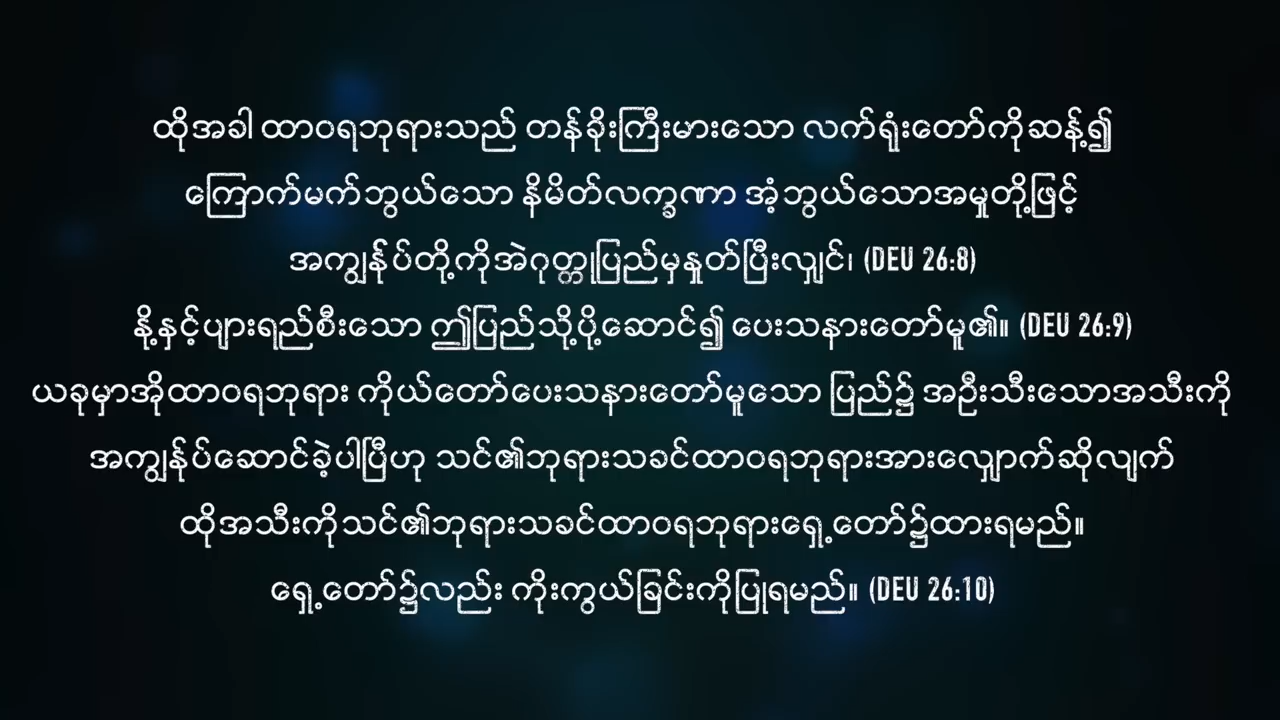 ထိုအခါ ထာဝရဘုရားသည် တန်ခိုးကြီးမားသော လက်ရုံးတော်ကိုဆန့်၍
ကြောက်မက်ဘွယ်သော နိမိတ်လက္ခဏာ အံ့ဘွယ်သောအမှုတို့ဖြင့်
အကျွန်ုပ်တို့ကိုအဲဂုတ္တုပြည်မှနှုတ်ပြီးလျှင်၊ (DEU 26:8)
နို့နှင့်ပျားရည်စီးသော ဤပြည်သို့ပို့ဆောင်၍ ပေးသနားတော်မူ၏။ (DEU 26:9)
ယခုမှာအိုထာဝရဘုရား ကိုယ်တော်ပေးသနားတော်မူသော ပြည်၌ အဦးသီးသောအသီးကို
အကျွန်ုပ်ဆောင်ခဲ့ပါပြီဟု သင်၏ဘုရားသခင်ထာဝရဘုရားအားလျှောက်ဆိုလျက်
ထိုအသီးကိုသင်၏ဘုရားသခင်ထာဝရဘုရားရှေ့တော်၌ထားရမည်။
ရှေ့တော်၌လည်း ကိုးကွယ်ခြင်းကိုပြုရမည်။ (DEU 26:10)